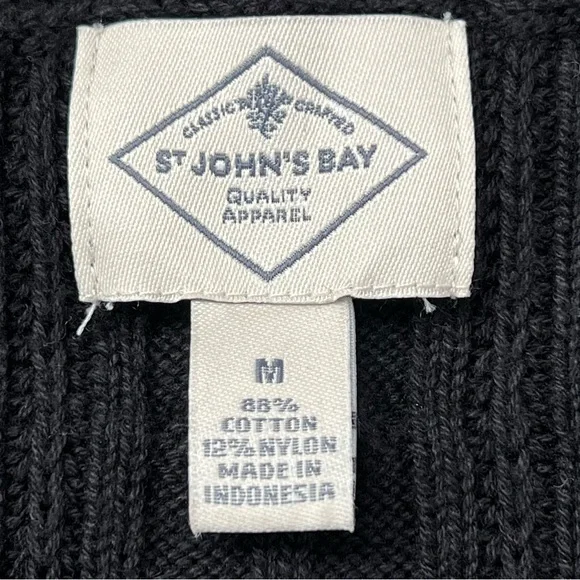 CLASSIC CRAFTED
ST JOHN'S BAY
QUALITY
APPAREL
M
88%
COTTON
12% NYLON
MADE IN
INDONESIA